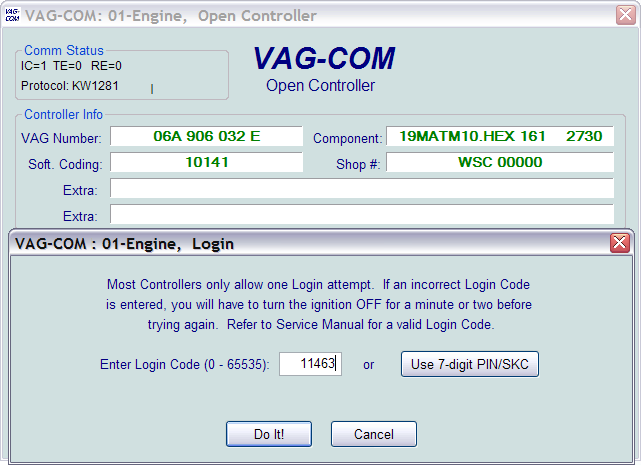 VAG-COM
VAG-COM: 01-Engine, Open Controller
Comm Status
IC=1 TE=0 RE=0
Protocol: KW1281
|
VAG-COM
Open Controller
Controller Info
VAG Number: 06A 906 032 E Component: 19MATM10.HEX 161 2730
Soft. Coding: 10141 Shop #: WSC 00000
Extra:
Extra:
VAG-COM : 01-Engine, Login
Most Controllers only allow one Login attempt. If an incorrect Login Code
is entered, you will have to turn the ignition OFF for a minute or two before
trying again. Refer to Service Manual for a valid Login Code.
Enter Login Code (0 - 65535): 11463 or Use 7-digit PIN/SKC
Do It! Cancel